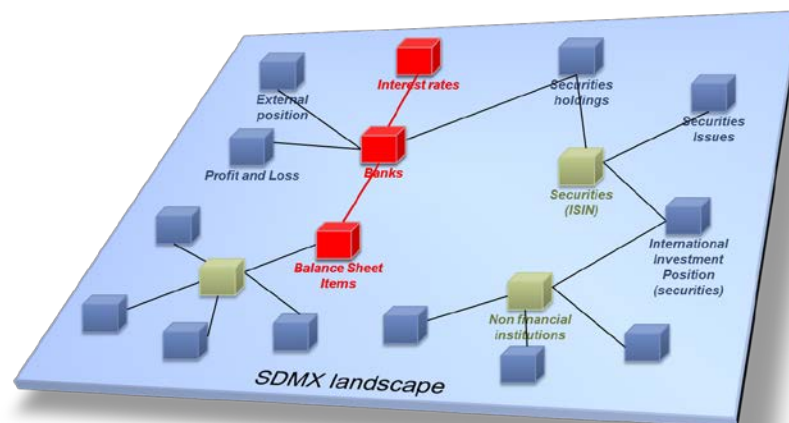 Interest rates
External
position
Securities
holdings
Securities
issues
Profit and Loss
Banks
Securities
(ISIN)
Balance Sheet
Items
International
investment
Position
(securities)
Non financial
institutions
SDMX landscape